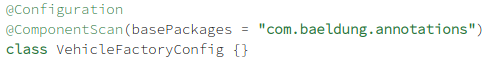 @Configuration
@ComponentScan(basePackages = "com.baeldung.annotations")
class VehicleFactoryConfig {}